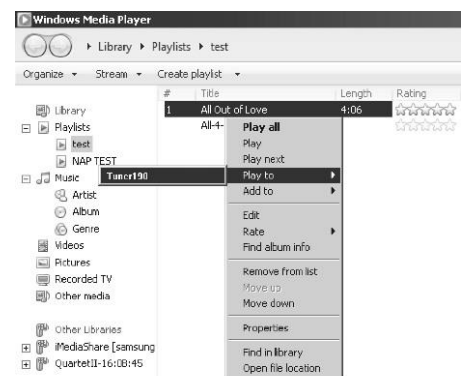 Windows Media Player
Library Playlists test
Organize Stream Create playlist
# Title Length Rating
Library
1 All Out of Love 4:06
Playlists
All-4-
test
NAP TEST
Music
Artist
Album
Genre
Videos
Pictures
Recorded TV
Other media
Other Libraries
iMediaShare [samsung
QuartetII-16:0B:45
Play all
Play
Play next
Play to
Tuner190
Add to
Edit
Rate
Find album info
Remove from list
Move up
Move down
Properties
Find in library
Open file location